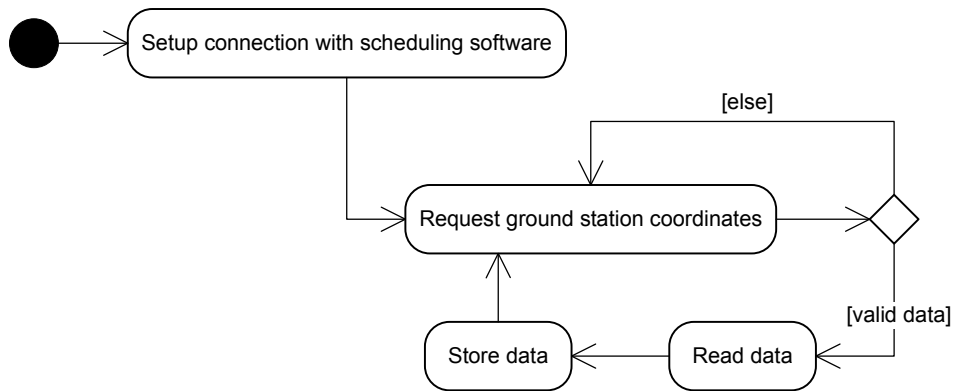 Setup connection with scheduling software
[else]
Request ground station coordinates
[valid data]
Store data
Read data